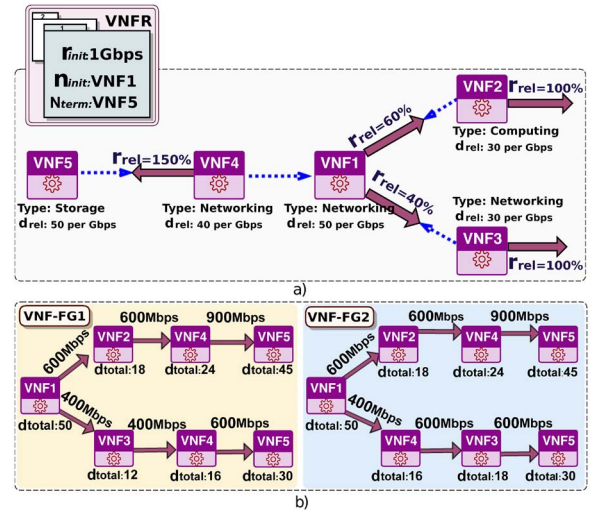 2
1
VNFR
rinit:1Gbps
ninit:VNF1
Nterm:VNF5
VNF5
Type: Storage
drel: 50 per Gbps
rrel=150%
VNF4
Type: Networking
drel: 40 per Gbps
VNF1
Type: Networking
drel: 50 per Gbps
rrel=60%
rrel=40%
VNF2
rrel=100%
Type: Computing
drel: 30 per Gbps
Type: Networking
drel: 30 per Gbps
VNF3
rrel=100%
a)
VNF-FG1
VNF1
dtotal:50
600Mbps
VNF2
dtotal:18
600Mbps
VNF4
dtotal:24
900Mbps
VNF5
dtotal:45
400Mbps
VNF3
dtotal:12
400Mbps
VNF4
dtotal:16
600Mbps
VNF5
dtotal:30
VNF-FG2
VNF1
dtotal:50
600Mbps
VNF2
dtotal:18
600Mbps
VNF4
dtotal:24
900Mbps
VNF5
dtotal:45
400Mbps
VNF4
dtotal:16
600Mbps
VNF3
dtotal:18
600Mbps
VNF5
dtotal:30
b)